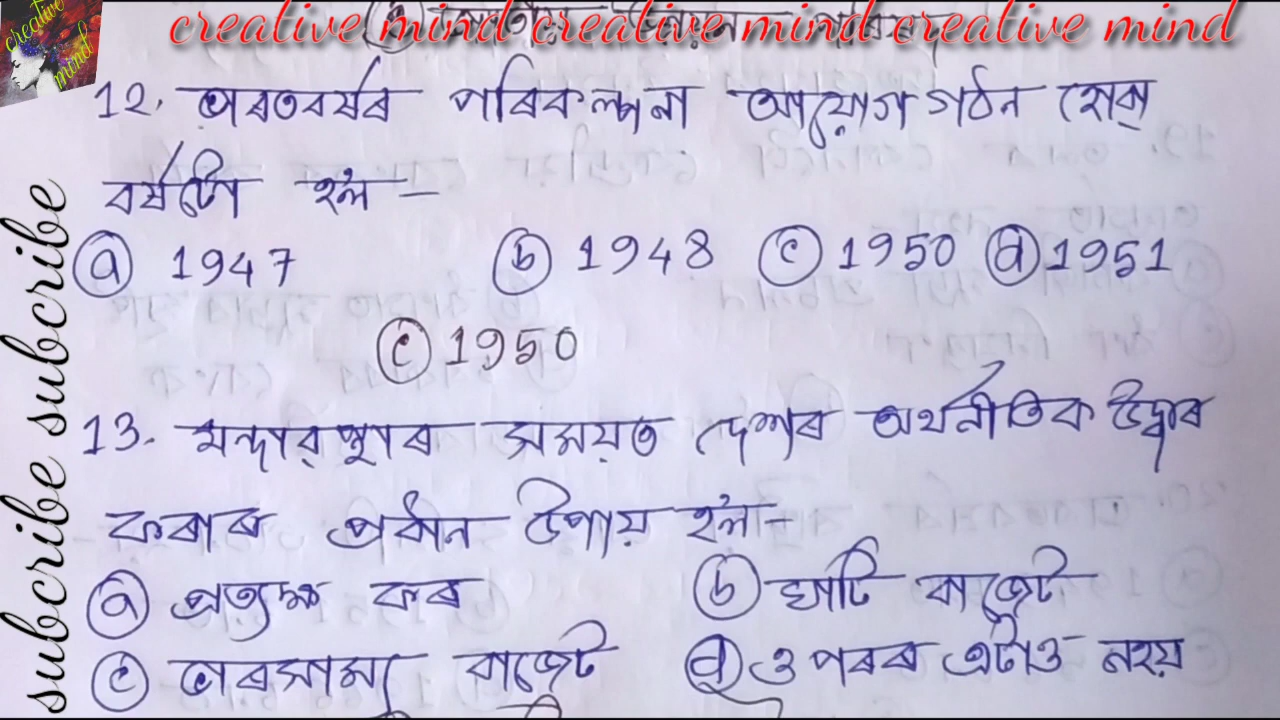 creative mind creative mind creative mind
creative mind
subcribe subcribe
12. ভাৰতবৰ্ষৰ পৰিকল্পনা আয়োগ গঠন হোৱা
বৰ্ষটো হ'ল –
ⓐ 1947 ⓑ 1948 ⓒ 1950 ⓓ 1951
ⓒ 1950
13. মন্দাৱস্থাৰ সময়ত দেশৰ অৰ্থনীতিক উদ্ধাৰ
কৰাৰ প্ৰধান উপায় হ'ল –
ⓐ প্ৰত্যক্ষ কৰ ⓑ ঘাটি বাজেট
ⓒ ভাৰসাম্য বাজেট ⓓ ওপৰৰ এটাও নহয়